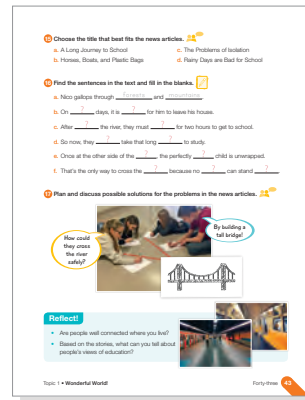 15 Choose the title that best fits the news articles.
a. A Long Journey to School
c. The Problems of Isolation
b. Horses, Boats, and Plastic Bags
d. Rainy Days are Bad for School
16 Find the sentences in the text and fill in the blanks.
a. Nico gallops through forests and mountains.
b. On ? days, it is ? for him to leave his house.
c. After ? the river, they must ? for two hours to get to school.
d. So now, they ? take that long ? to study.
e. Once at the other side of the ?, the perfectly ? child is unwrapped.
f. That's the only way to cross the ? because no ? can stand ?.
17 Plan and discuss possible solutions for the problems in the news articles.
How could
they cross
the river
safely?
By building a
tall bridge!
Reflect!
• Are people well connected where you live?
• Based on the stories, what can you tell about
people's views of education?
Topic 1 • Wonderful World!
Forty-three 43